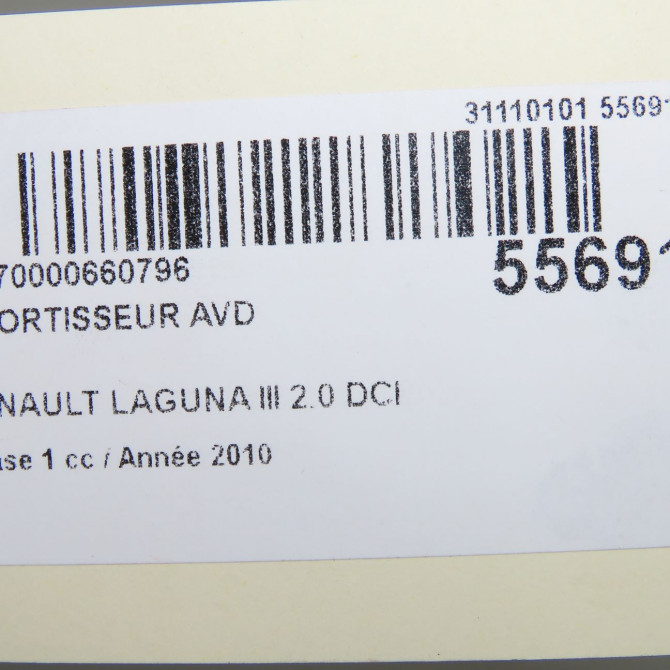 31110101 55691
70000660796
55691
ORTISSEUR AVD
NAULT LAGUNA III 2.0 DCI
se 1 cc / Année 2010